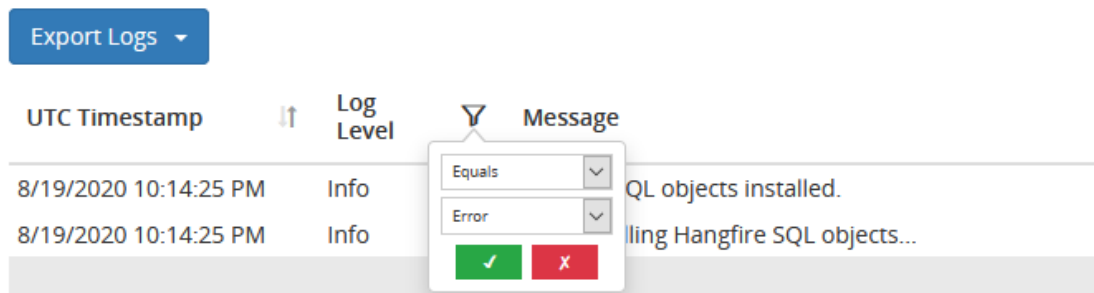 Export Logs
UTC Timestamp
Log
Level
Message
Equals
8/19/2020 10:14:25 PM Info QL objects installed.
Error
8/19/2020 10:14:25 PM Info lling Hangfire SQL objects...